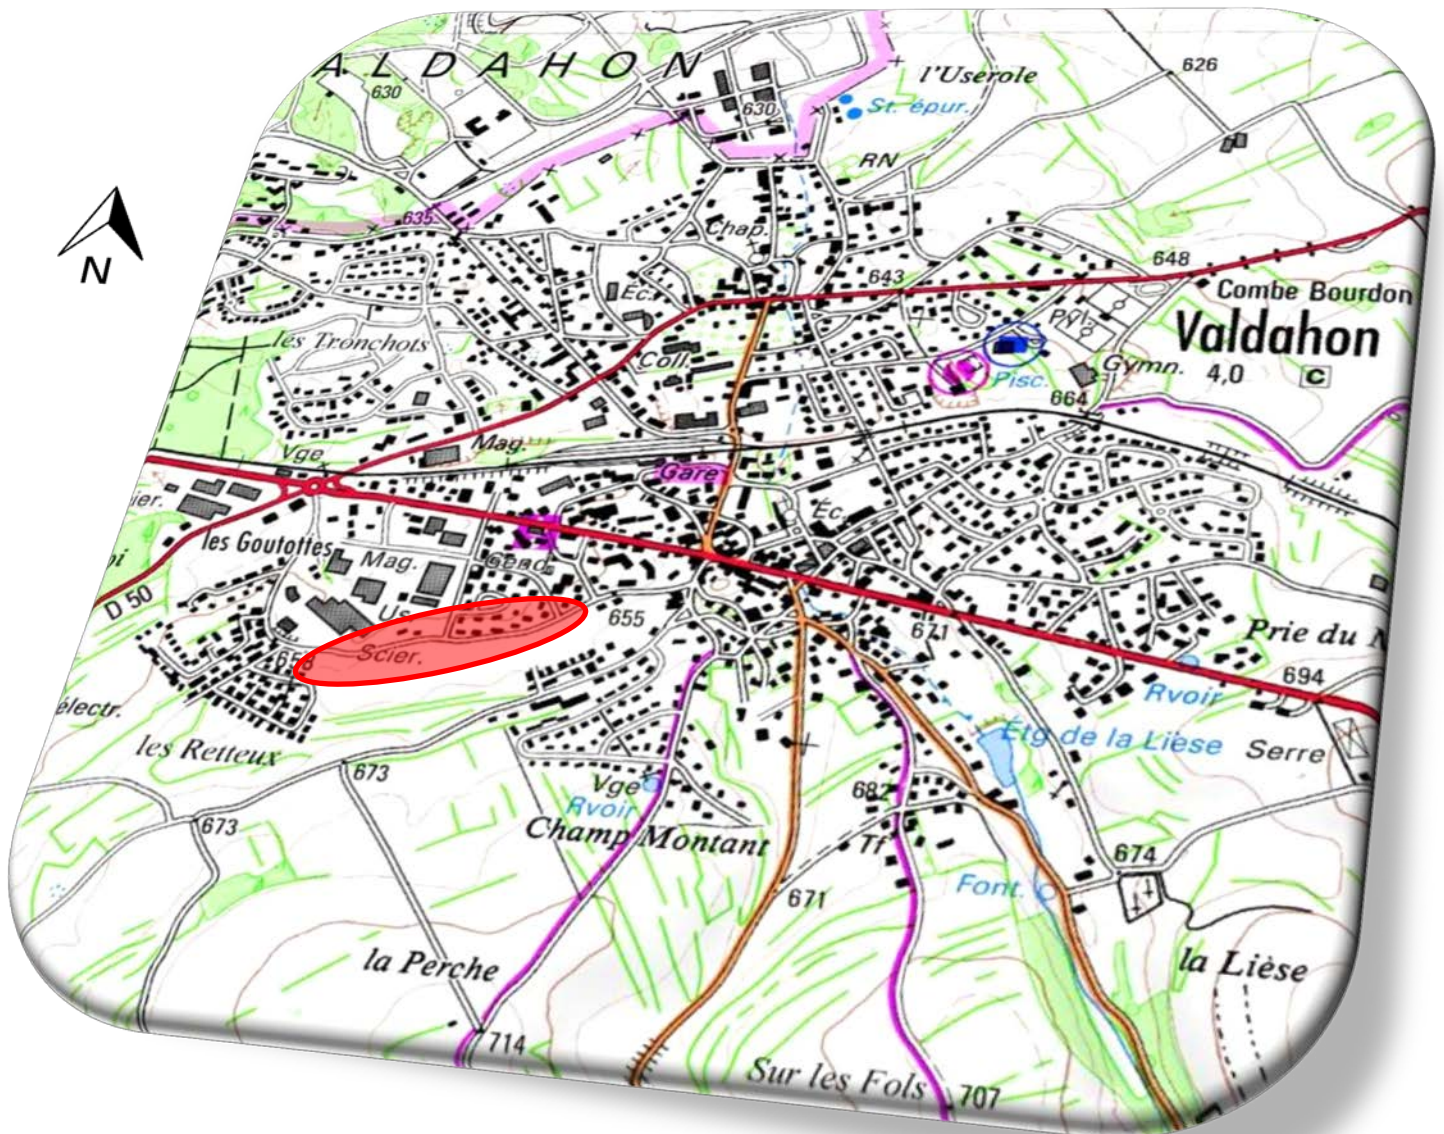 ALDAHON
630
626
l'Userole
630
St. épur.
RN
635
Chap.
648
643
Combe Bourdon
Éc.
Valdahon
les Tronchots
Coll.
Pisc.
Gymn.
4,0
C
664
Mag.
Vge
Gare
Éc.
les Goutottes
Mag.
Gend.
D 50
Us
655
671
Prie du
658
Scier.
694
Rvoir
électr.
Étg de la Lièse
Serre
les Retteux
673
Vge
682
Rvoir
673
Champ Montant
Tf
674
Font.
671
la Perche
la Lièse
714
Sur les Fols
707
N